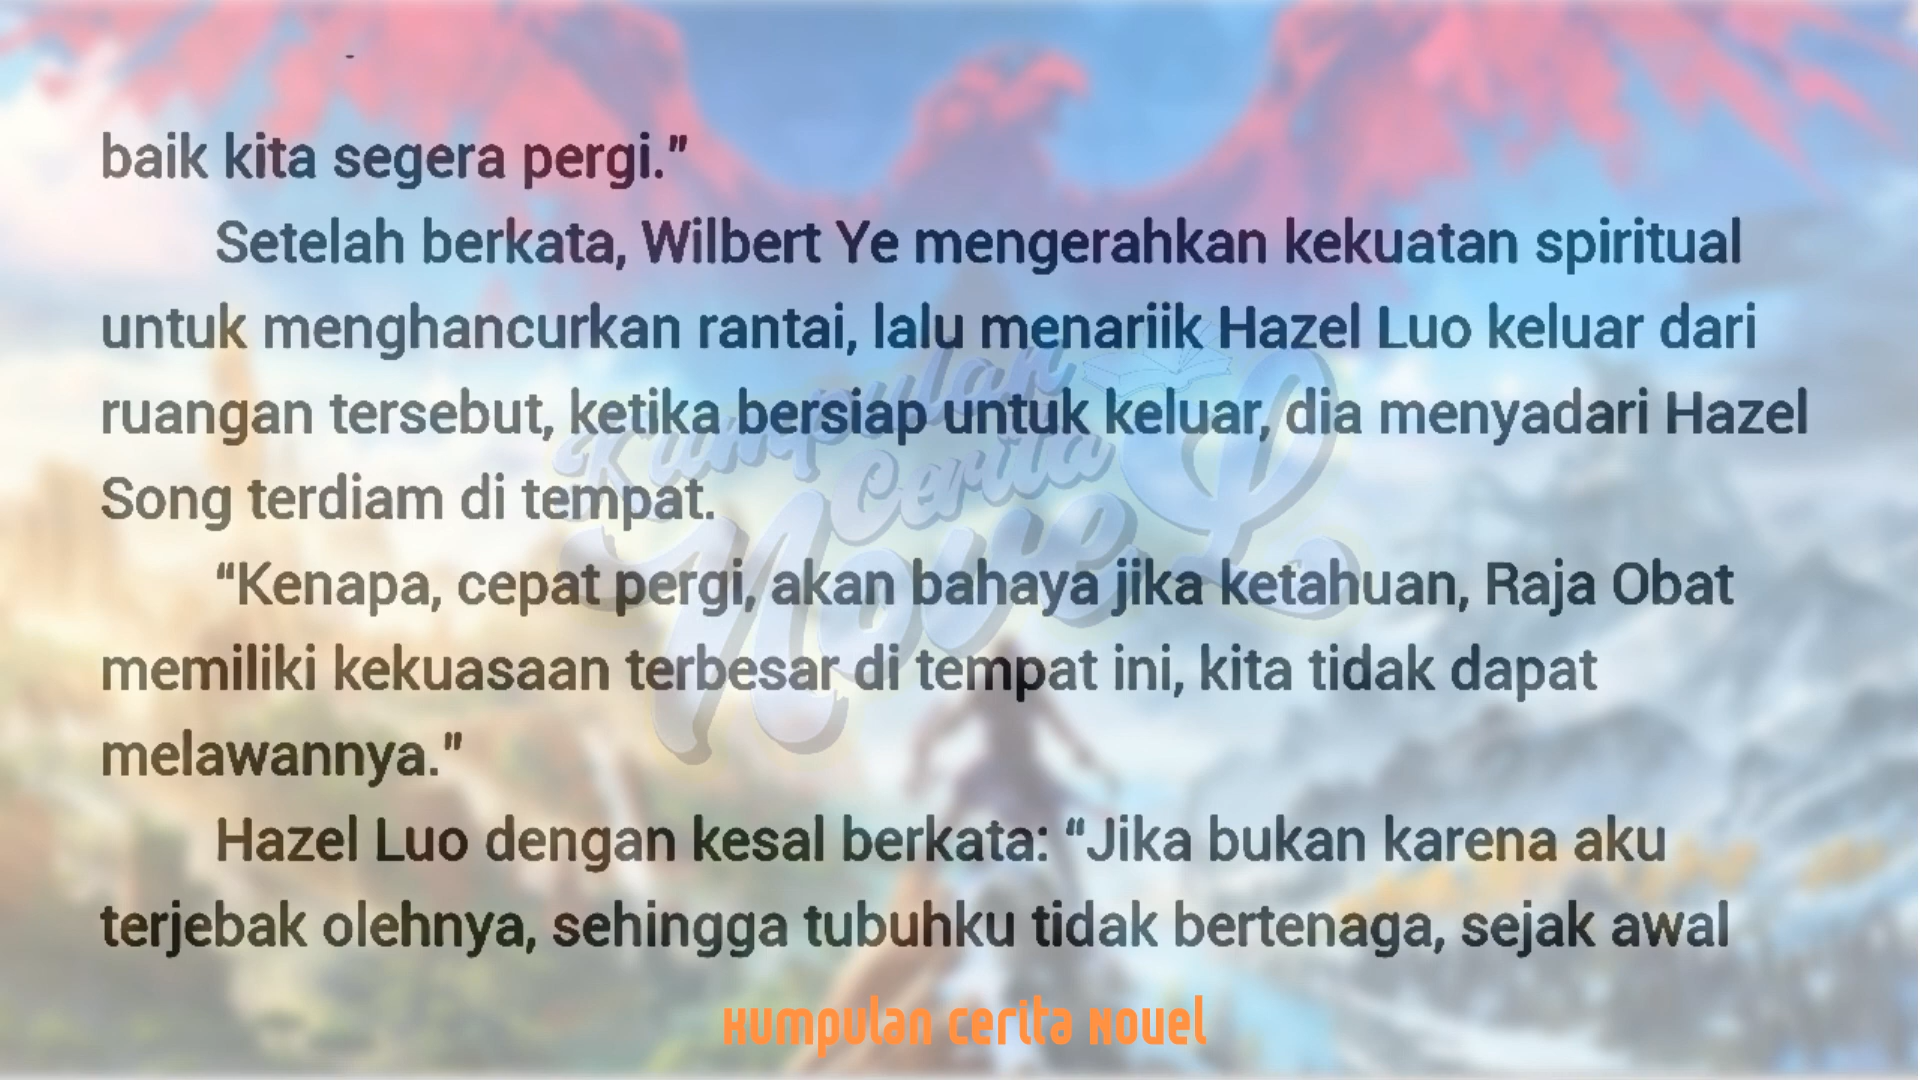 baik kita segera pergi.”
Setelah berkata, Wilbert Ye mengerahkan kekuatan spiritual
untuk menghancurkan rantai, lalu menariik Hazel Luo keluar dari
ruangan tersebut, ketika bersiap untuk keluar, dia menyadari Hazel
Song terdiam di tempat.
“Kenapa, cepat pergi, akan bahaya jika ketahuan, Raja Obat
memiliki kekuasaan terbesar di tempat ini, kita tidak dapat
melawannya.”
Hazel Luo dengan kesal berkata: “Jika bukan karena aku
terjebak olehnya, sehingga tubuhku tidak bertenaga, sejak awal
Kumpulan
Cerita
Novel
Kumpulan Cerita Novel